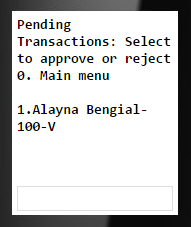 Pending
Transactions: Select
to approve or reject
0. Main menu
1.Alayna Bengial-
100-V